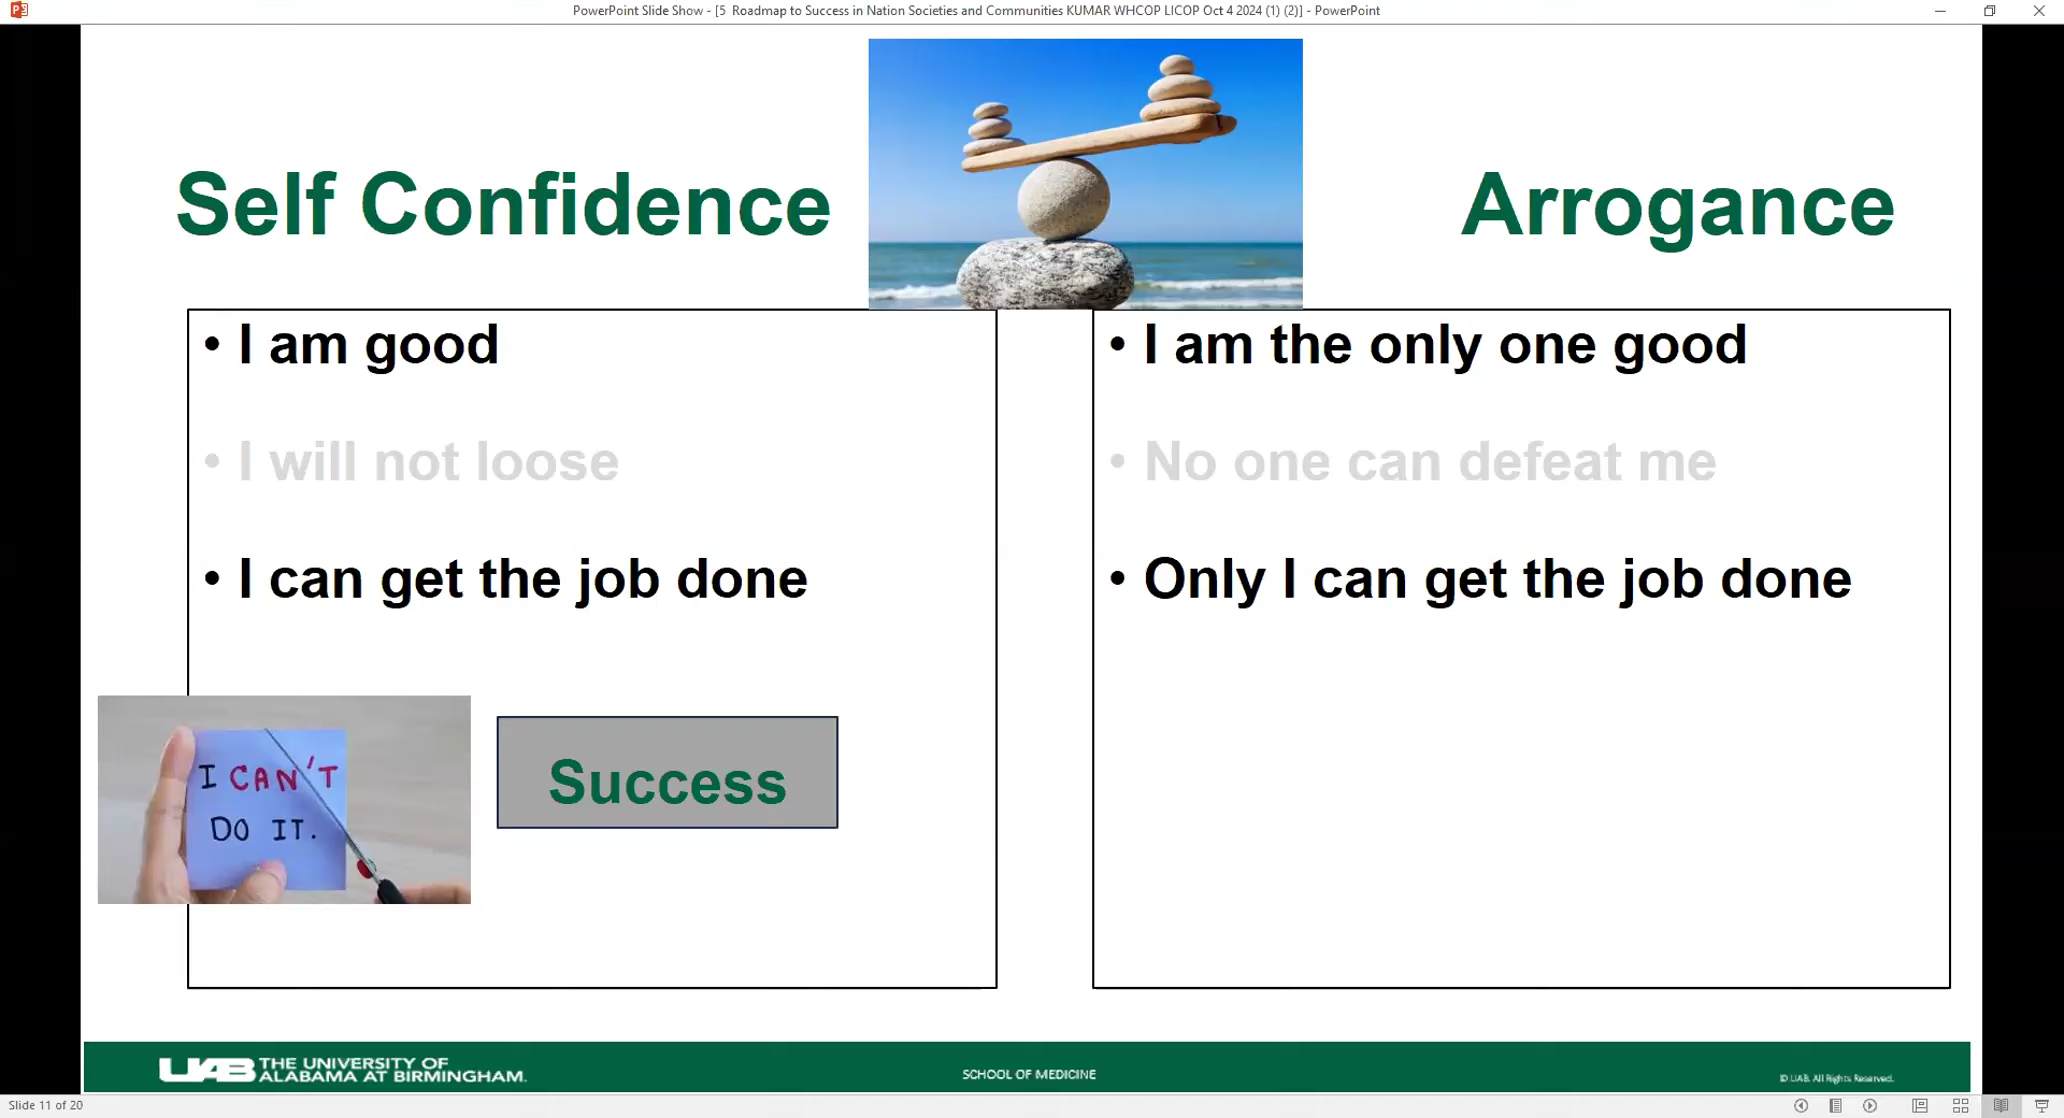 PowerPoint Slide Show - [5 Roadmap to Success in Nation Societies and Communities KUMAR WHCOP LICOP Oct 4 2024 (1) (2)] - PowerPoint
Self Confidence
Arrogance
• I am good
• I will not loose
• I can get the job done
• I am the only one good
• No one can defeat me
• Only I can get the job done
I CAN'T
DO IT.
Success
UAB THE UNIVERSITY OF
ALABAMA AT BIRMINGHAM.
SCHOOL OF MEDICINE
© UAB. All Rights Reserved.
Slide 11 of 20